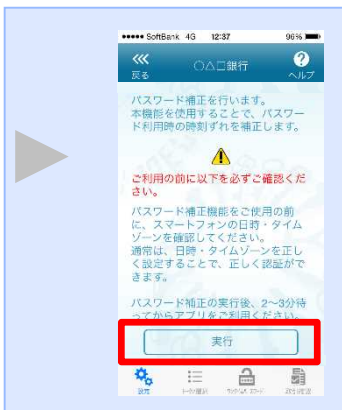 ●●●●● SoftBank 4G 12:37 96%
戻る ○△□銀行 ヘルプ
パスワード補正を行います。
本機能を使用することで、パスワー
ド利用時の時刻ずれを補正します。
ご利用の前に以下を必ずご確認くだ
さい。
パスワード補正機能をご使用の前
に、スマートフォンの日時・タイム
ゾーンを確認してください。
通常は、日時・タイムゾーンを正し
く設定することで、正しく認証がで
きます。
パスワード補正の実行後、2～3分待
ってからアプリをご利用ください。
実行
設定